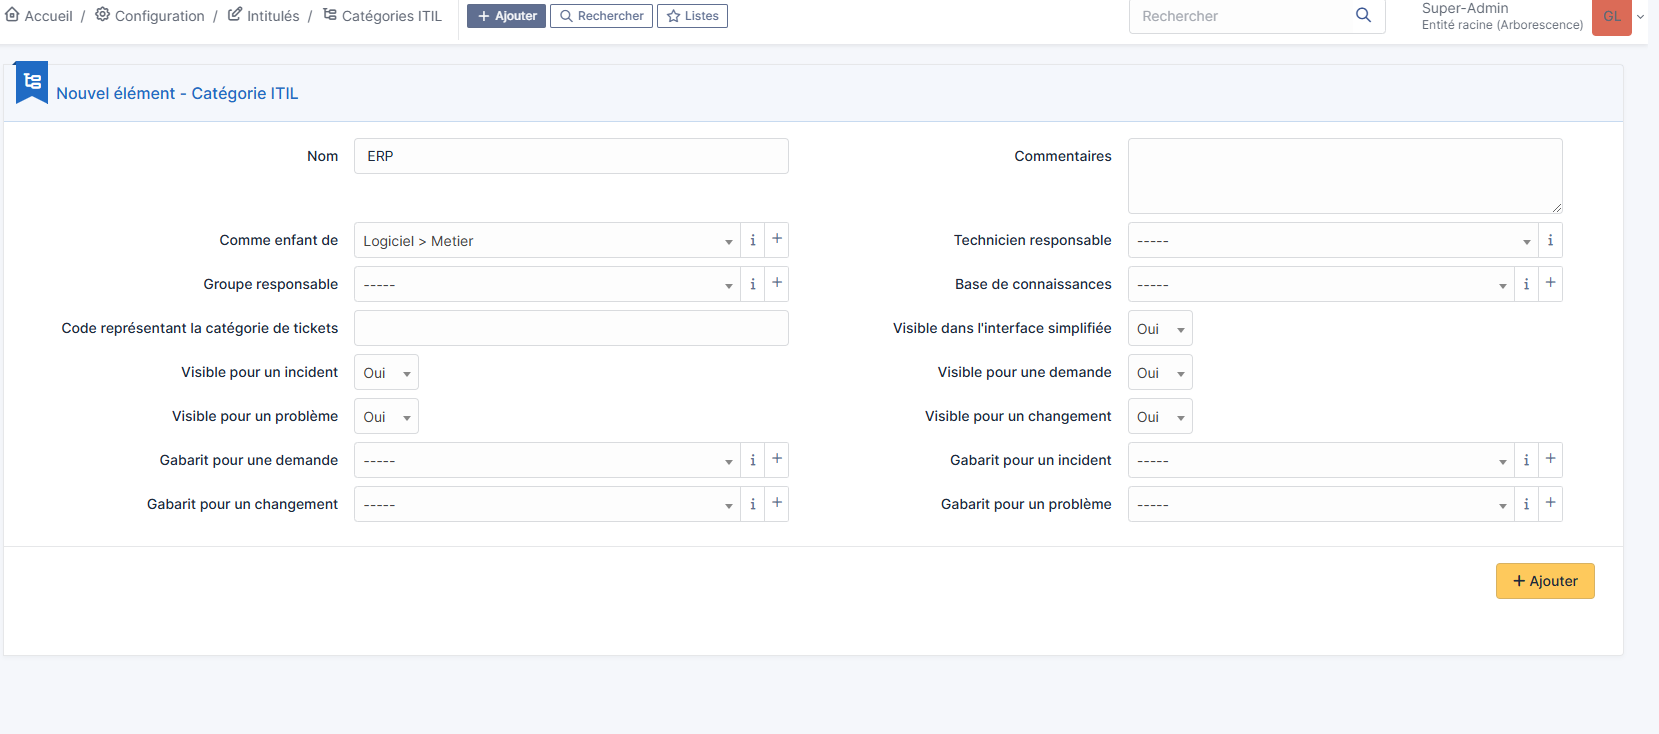 Accueil / Configuration / Intitulés / Catégories ITIL + Ajouter Rechercher Listes Rechercher Super-Admin GL
Entité racine (Arborescence)
Nouvel élément - Catégorie ITIL
Nom ERP Commentaires
Comme enfant de Logiciel > Metier i + Technicien responsable ----- i
Groupe responsable ----- i + Base de connaissances ----- i +
Code représentant la catégorie de tickets Visible dans l'interface simplifiée Oui
Visible pour un incident Oui Visible pour une demande Oui
Visible pour un problème Oui Visible pour un changement Oui
Gabarit pour une demande ----- i + Gabarit pour un incident ----- i +
Gabarit pour un changement ----- i + Gabarit pour un problème ----- i +
+ Ajouter